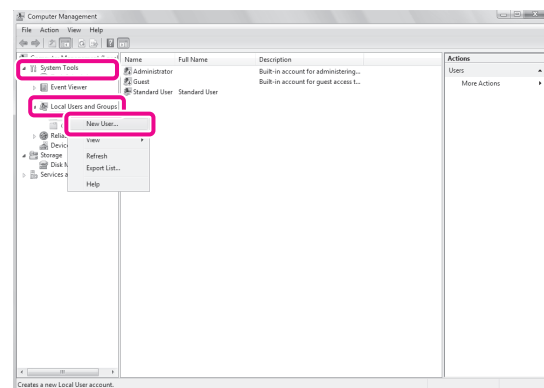 Computer Management
File Action View Help
Name Full Name Description
Administrator Built-in account for administering...
Guest Built-in account for guest access t...
Standard User Standard User
System Tools
Event Viewer
Local Users and Groups
New User...
View
Refresh
Export List...
Help
Storage
Services
Actions
Users
More Actions
Creates a new Local User account.